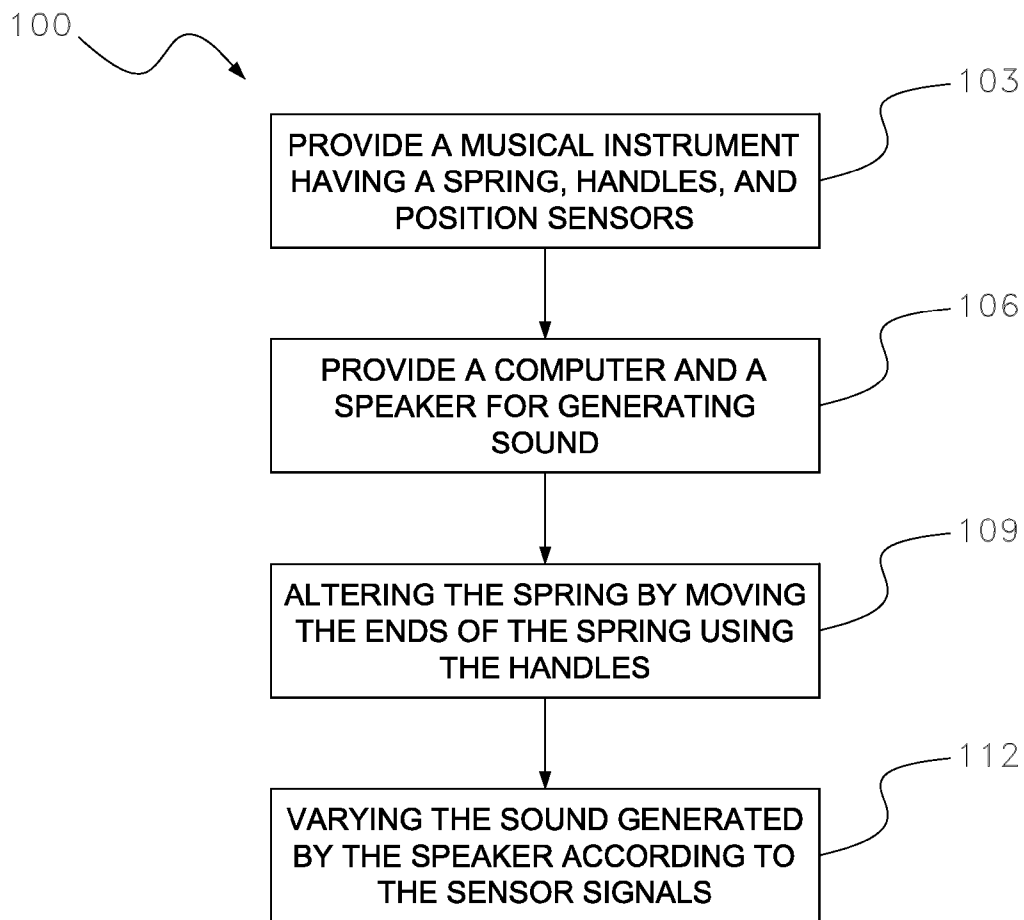 100
103
PROVIDE A MUSICAL INSTRUMENT
HAVING A SPRING, HANDLES, AND
POSITION SENSORS
106
PROVIDE A COMPUTER AND A
SPEAKER FOR GENERATING
SOUND
109
ALTERING THE SPRING BY MOVING
THE ENDS OF THE SPRING USING
THE HANDLES
112
VARYING THE SOUND GENERATED
BY THE SPEAKER ACCORDING TO
THE SENSOR SIGNALS